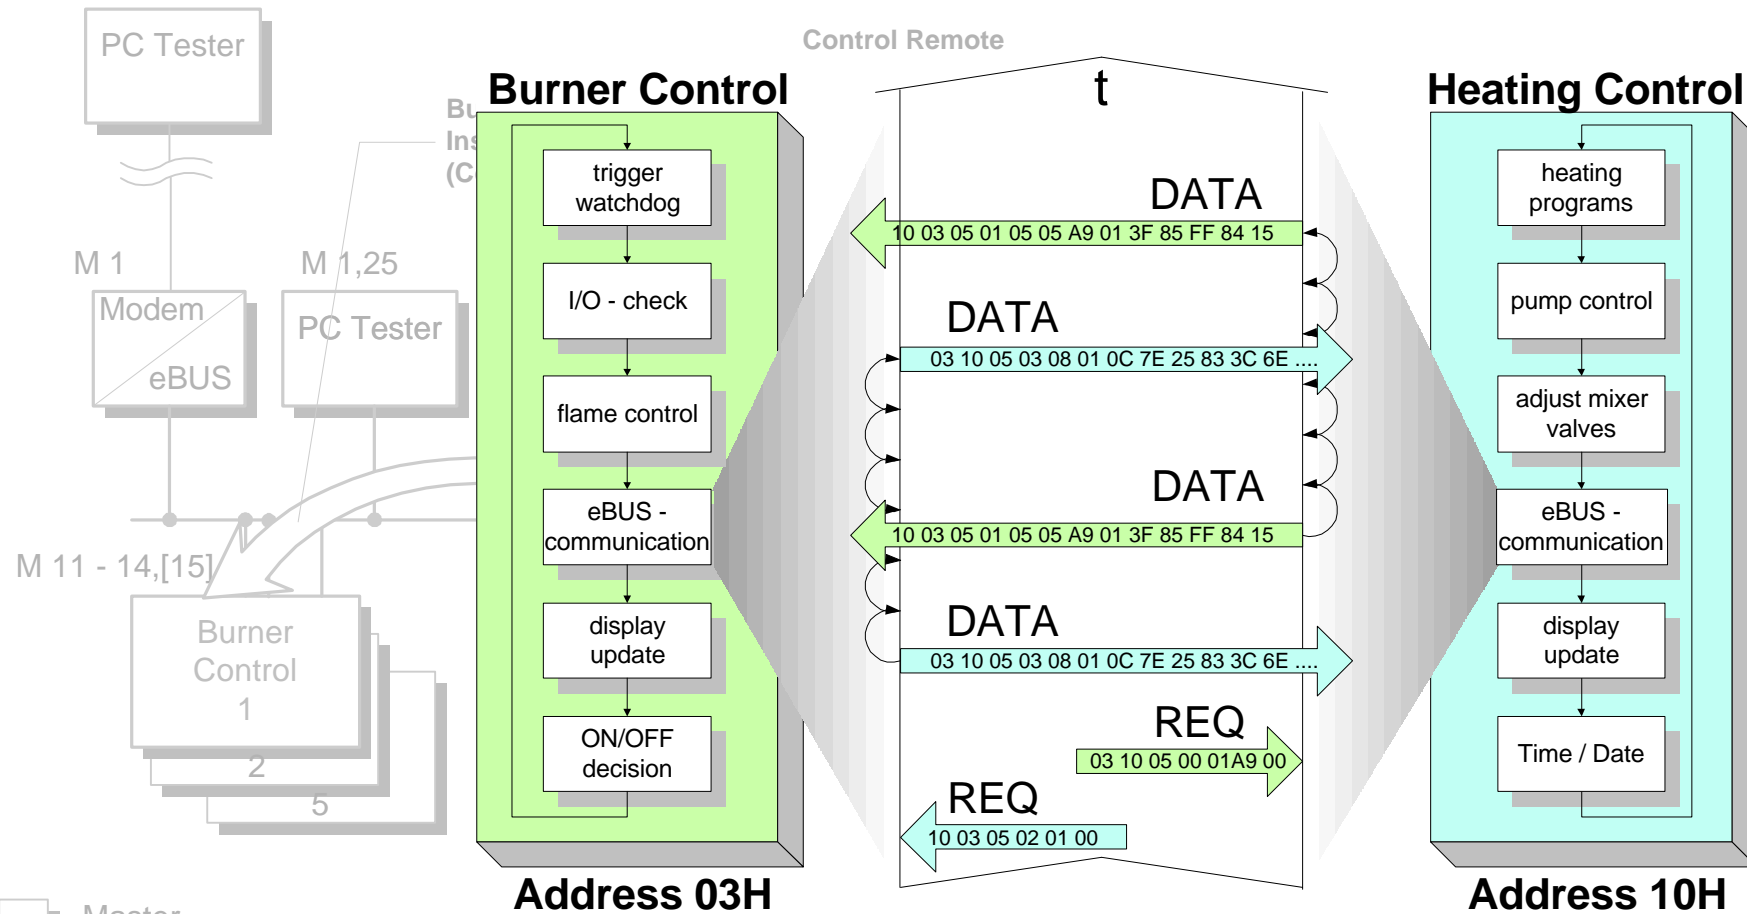 PC Tester
Control Remote
Burner Control
t
Heating Control
Bu
Ins
(Co
trigger
watchdog
I/O - check
flame control
eBUS -
communication
display
update
ON/OFF
decision
Address 03H
M 1
M 1,25
Modem
eBUS
PC Tester
M 11 - 14,[15]
Burner
Control
1
2
5
Master
DATA
10 03 05 01 05 05 A9 01 3F 85 FF 84 15
DATA
03 10 05 03 08 01 0C 7E 25 83 3C 6E ....
DATA
10 03 05 01 05 05 A9 01 3F 85 FF 84 15
DATA
03 10 05 03 08 01 0C 7E 25 83 3C 6E ....
REQ
03 10 05 00 01A9 00
REQ
10 03 05 02 01 00
heating
programs
pump control
adjust mixer
valves
eBUS -
communication
display
update
Time / Date
Address 10H